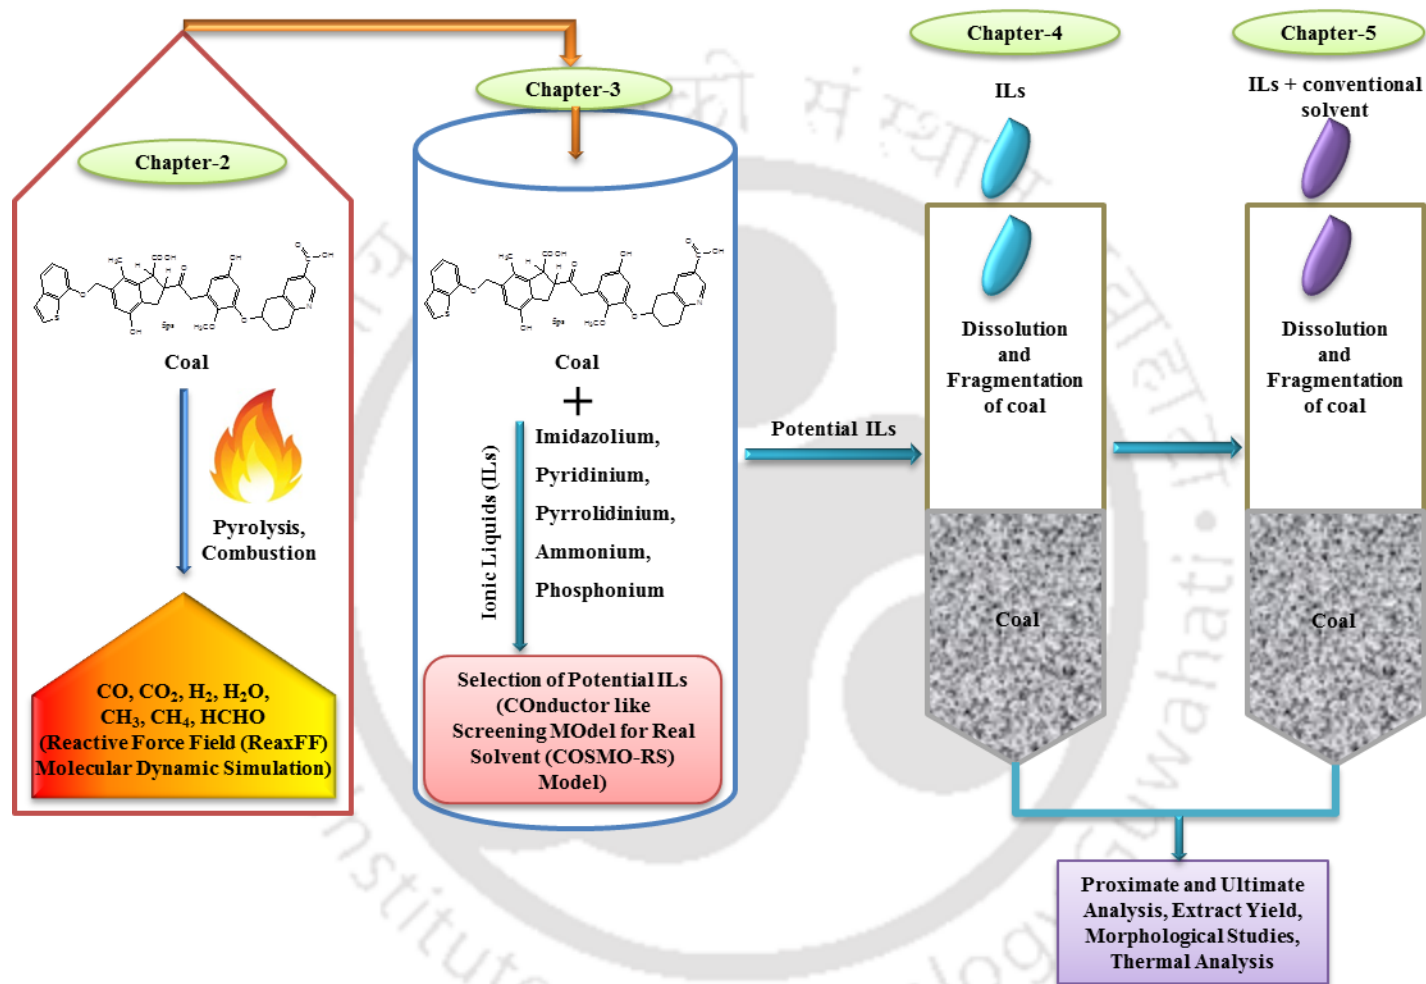 Chapter-2
Coal
Pyrolysis,
Combustion
CO, CO₂, H₂, H₂O,
CH₃, CH₄, HCHO
(Reactive Force Field (ReaxFF)
Molecular Dynamic Simulation)
Chapter-3
Coal
+
Ionic Liquids (ILs)
Imidazolium,
Pyridinium,
Pyrrolidinium,
Ammonium,
Phosphonium
Selection of Potential ILs
(COnductor like
Screening MOdel for Real
Solvent (COSMO-RS)
Model)
Potential ILs
Chapter-4
ILs
Dissolution
and
Fragmentation
of coal
Coal
Chapter-5
ILs + conventional
solvent
Dissolution
and
Fragmentation
of coal
Coal
Proximate and Ultimate
Analysis, Extract Yield,
Morphological Studies,
Thermal Analysis